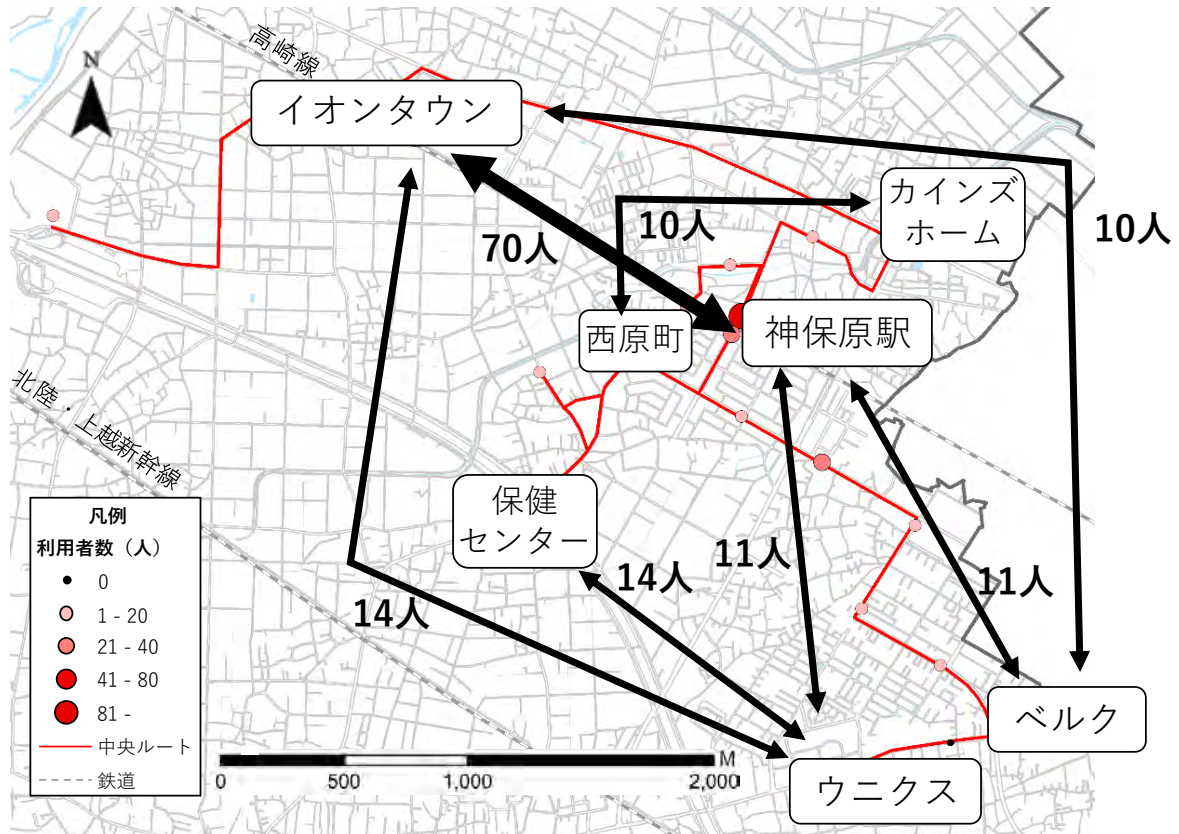 高崎線
N
イオンタウン
カインズ
ホーム
10人
10人
70人
西原町
神保原駅
北陸・上越新幹線
保健
センター
11人
14人
11人
14人
ベルク
ウニクス
凡例
利用者数（人）
0
1 - 20
21 - 40
41 - 80
81 -
中央ルート
鉄道
M
0 500 1,000 2,000